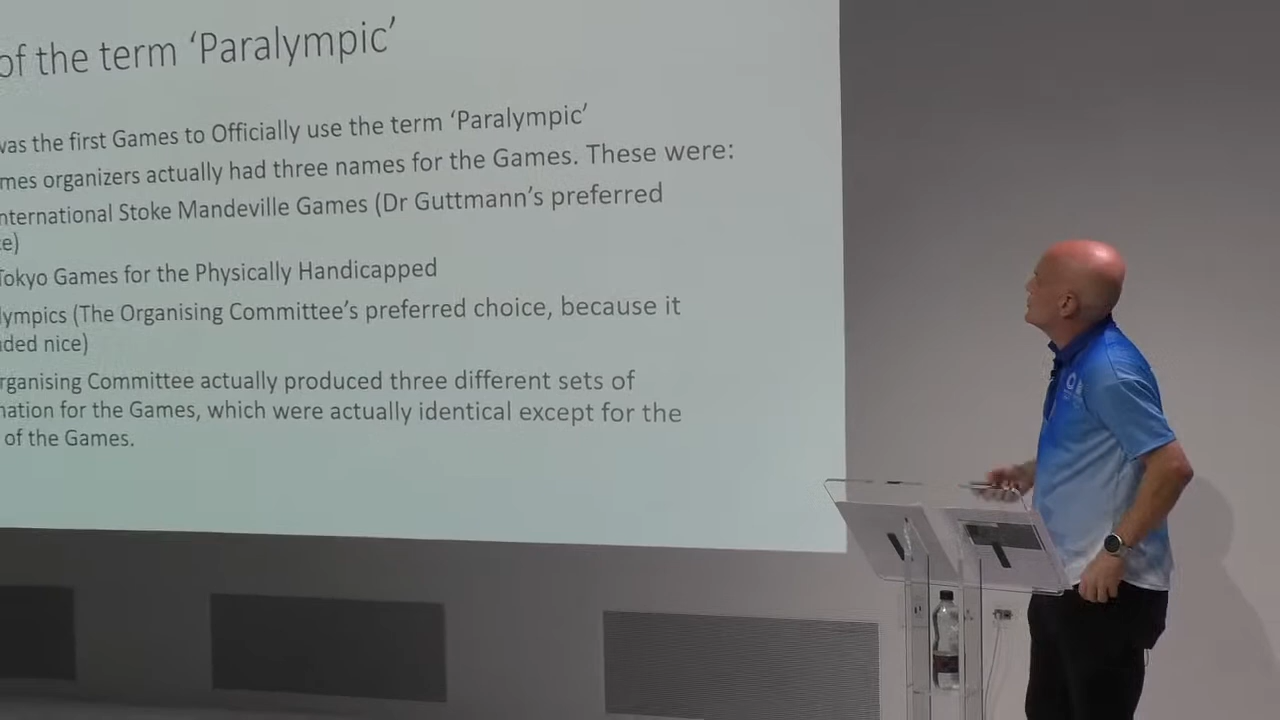 of the term ‘Paralympic’
was the first Games to Officially use the term ‘Paralympic’
mes organizers actually had three names for the Games. These were:
nternational Stoke Mandeville Games (Dr Guttmann’s preferred
ce)
Tokyo Games for the Physically Handicapped
lympics (The Organising Committee’s preferred choice, because it
ded nice)
rganising Committee actually produced three different sets of
mation for the Games, which were actually identical except for the
of the Games.